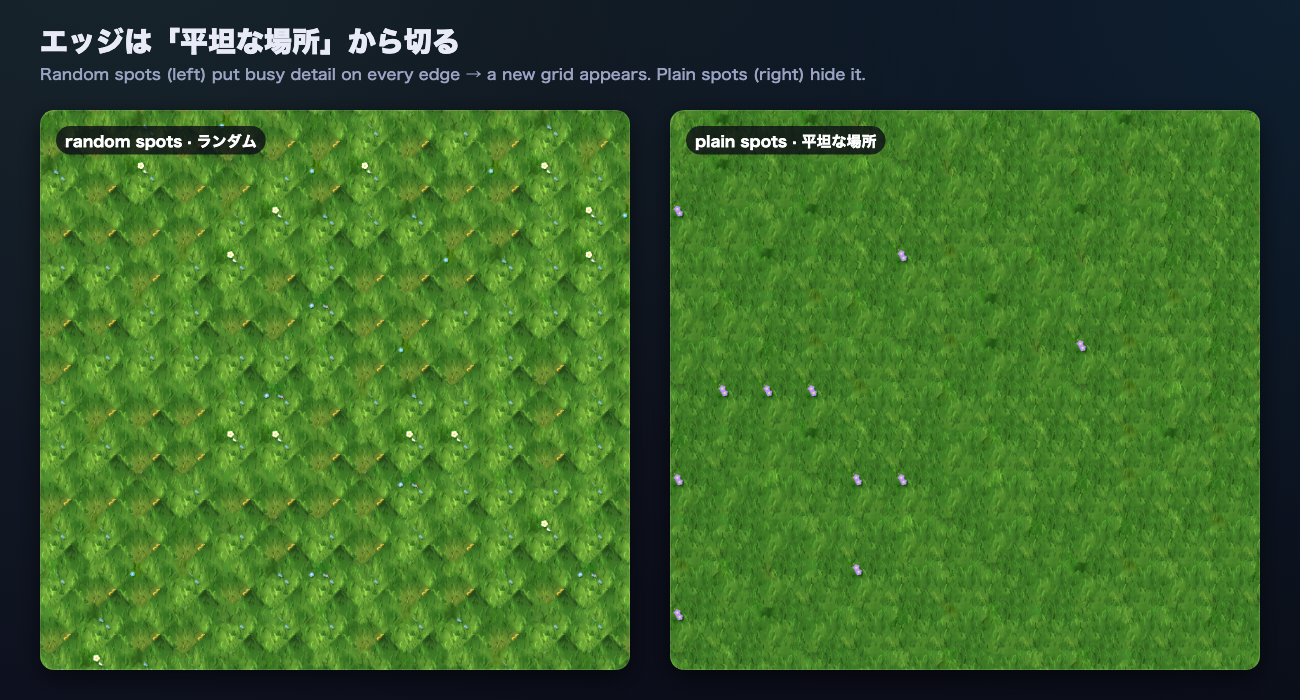 エッジは「平坦な場所」から切る
Random spots (left) put busy detail on every edge → a new grid appears. Plain spots (right) hide it.
random spots · ランダム
plain spots · 平坦な場所